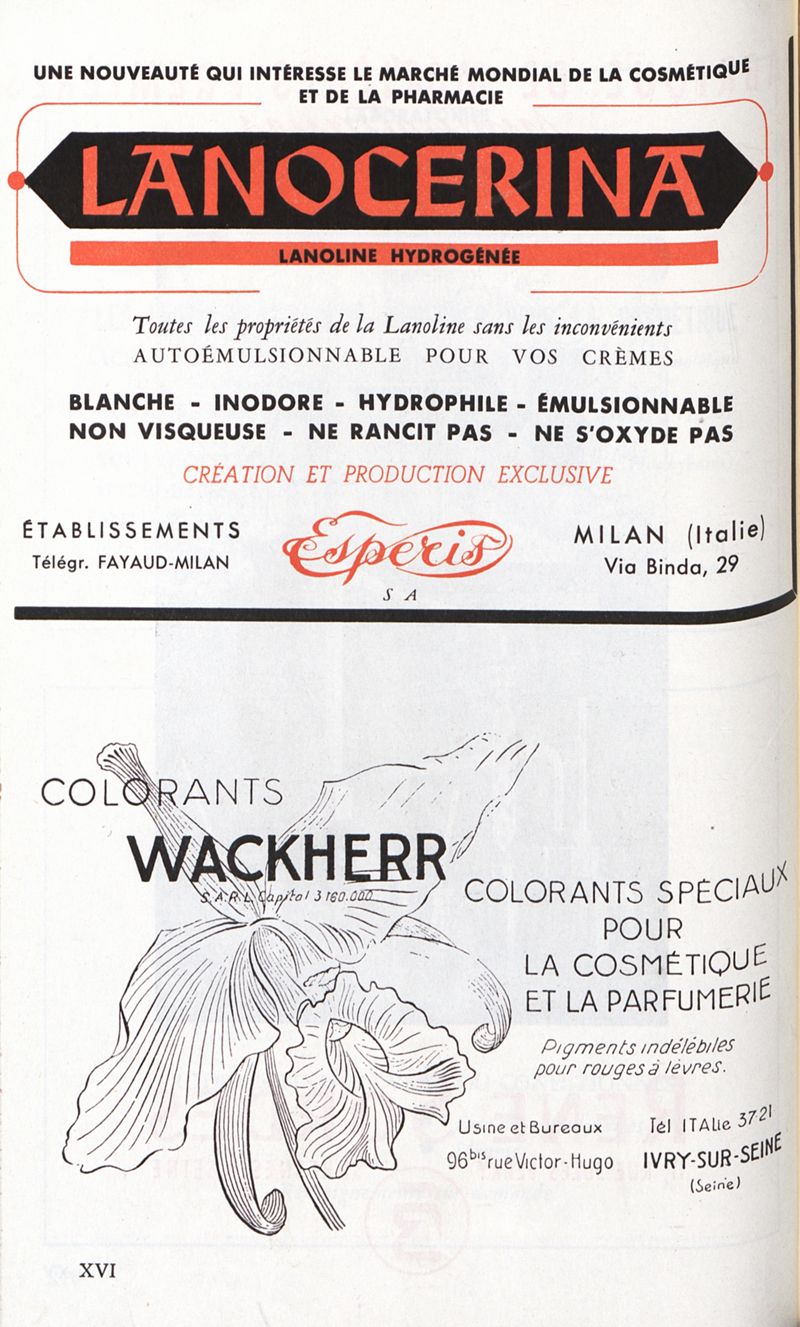 UNE NOUVEAUTÉ QUI INTÉRESSE LE MARCHÉ MONDIAL DE LA COSMÉTIQUE
ET DE LA PHARMACIE
LANOCERINA
LANOLINE HYDROGÉNÉE
Toutes les propriétés de la Lanoline sans les inconvénients
AUTOÉMULSIONNABLE POUR VOS CRÈMES
BLANCHE - INODORE - HYDROPHILE - ÉMULSIONNABLE
NON VISQUEUSE - NE RANCIT PAS - NE S'OXYDE PAS
CRÉATION ET PRODUCTION EXCLUSIVE
ÉTABLISSEMENTS
Télégr. FAYAUD-MILAN
Esperis
S A
MILAN (Italie)
Via Binda, 29
COLORANTS
WACKHERR
S.A.R.L. Capital 3 160.000
COLORANTS SPÉCIAUX
POUR
LA COSMÉTIQUE
ET LA PARFUMERIE
Pigments indélébiles
pour rouges à lèvres.
Usine et Bureaux
96bis rue Victor-Hugo
Tél ITALie 37-21
IVRY-SUR-SEINE
(Seine)
XVI